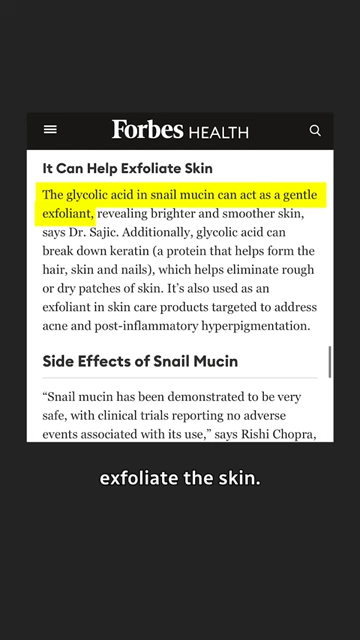 Forbes HEALTH
It Can Help Exfoliate Skin
The glycolic acid in snail mucin can act as a gentle
exfoliant, revealing brighter and smoother skin,
says Dr. Sajic. Additionally, glycolic acid can
break down keratin (a protein that helps form the
hair, skin and nails), which helps eliminate rough
or dry patches of skin. It’s also used as an
exfoliant in skin care products targeted to address
acne and post-inflammatory hyperpigmentation.
Side Effects of Snail Mucin
“Snail mucin has been demonstrated to be very
safe, with clinical trials reporting no adverse
events associated with its use,” says Rishi Chopra,
exfoliate the skin.